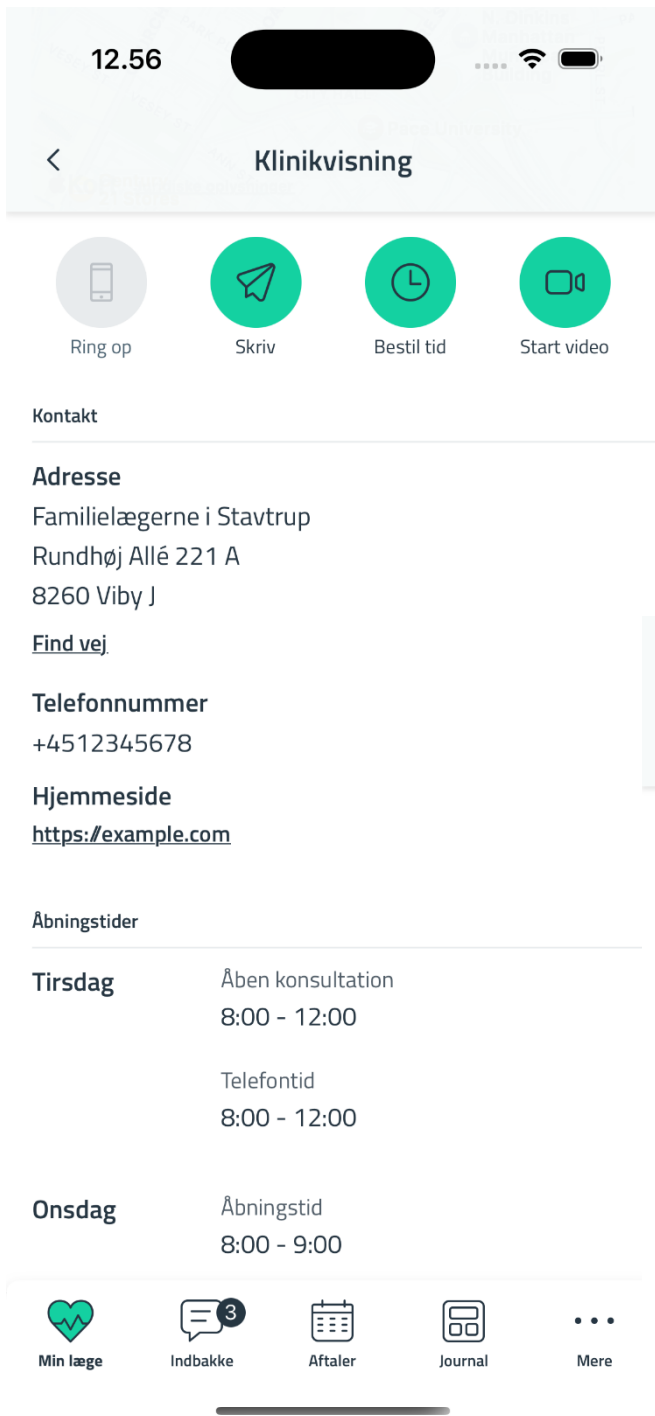 12.56
Klinikvisning
Ring op
Skriv
Bestil tid
Start video
Kontakt
Adresse
Familielægerne i Stavtrup
Rundhøj Allé 221 A
8260 Viby J
Find vej
Telefonnummer
+4512345678
Hjemmeside
https://example.com
Åbningstider
Tirsdag
Åben konsultation
8:00 - 12:00
Telefontid
8:00 - 12:00
Onsdag
Åbningstid
8:00 - 9:00
3
Min læge
Indbakke
Aftaler
Journal
Mere